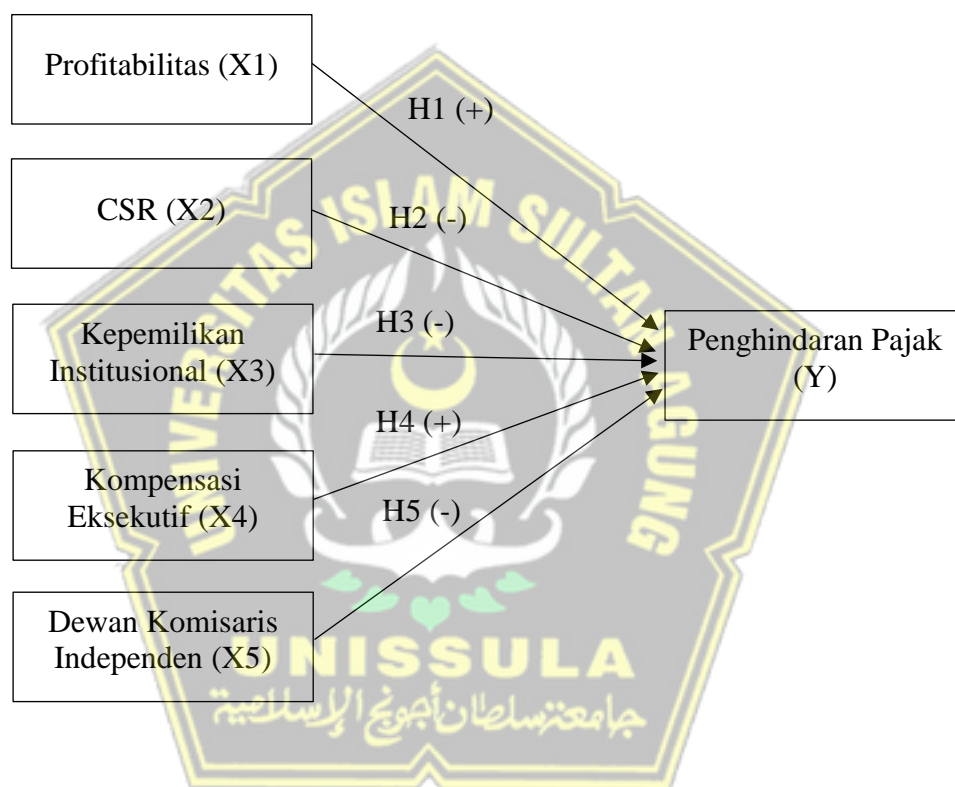 Profitabilitas (X1)
H1 (+)
CSR (X2)
H2 (-)
Kepemilikan
Institusional (X3)
H3 (-)
Penghindaran Pajak
(Y)
Kompensasi
Eksekutif (X4)
H4 (+)
Dewan Komisaris
Independen (X5)
H5 (-)
UNIVERSITAS ISLAM SULTAN AGUNG
UNISSULA
جامعة سلطان أجونج الإسلامية